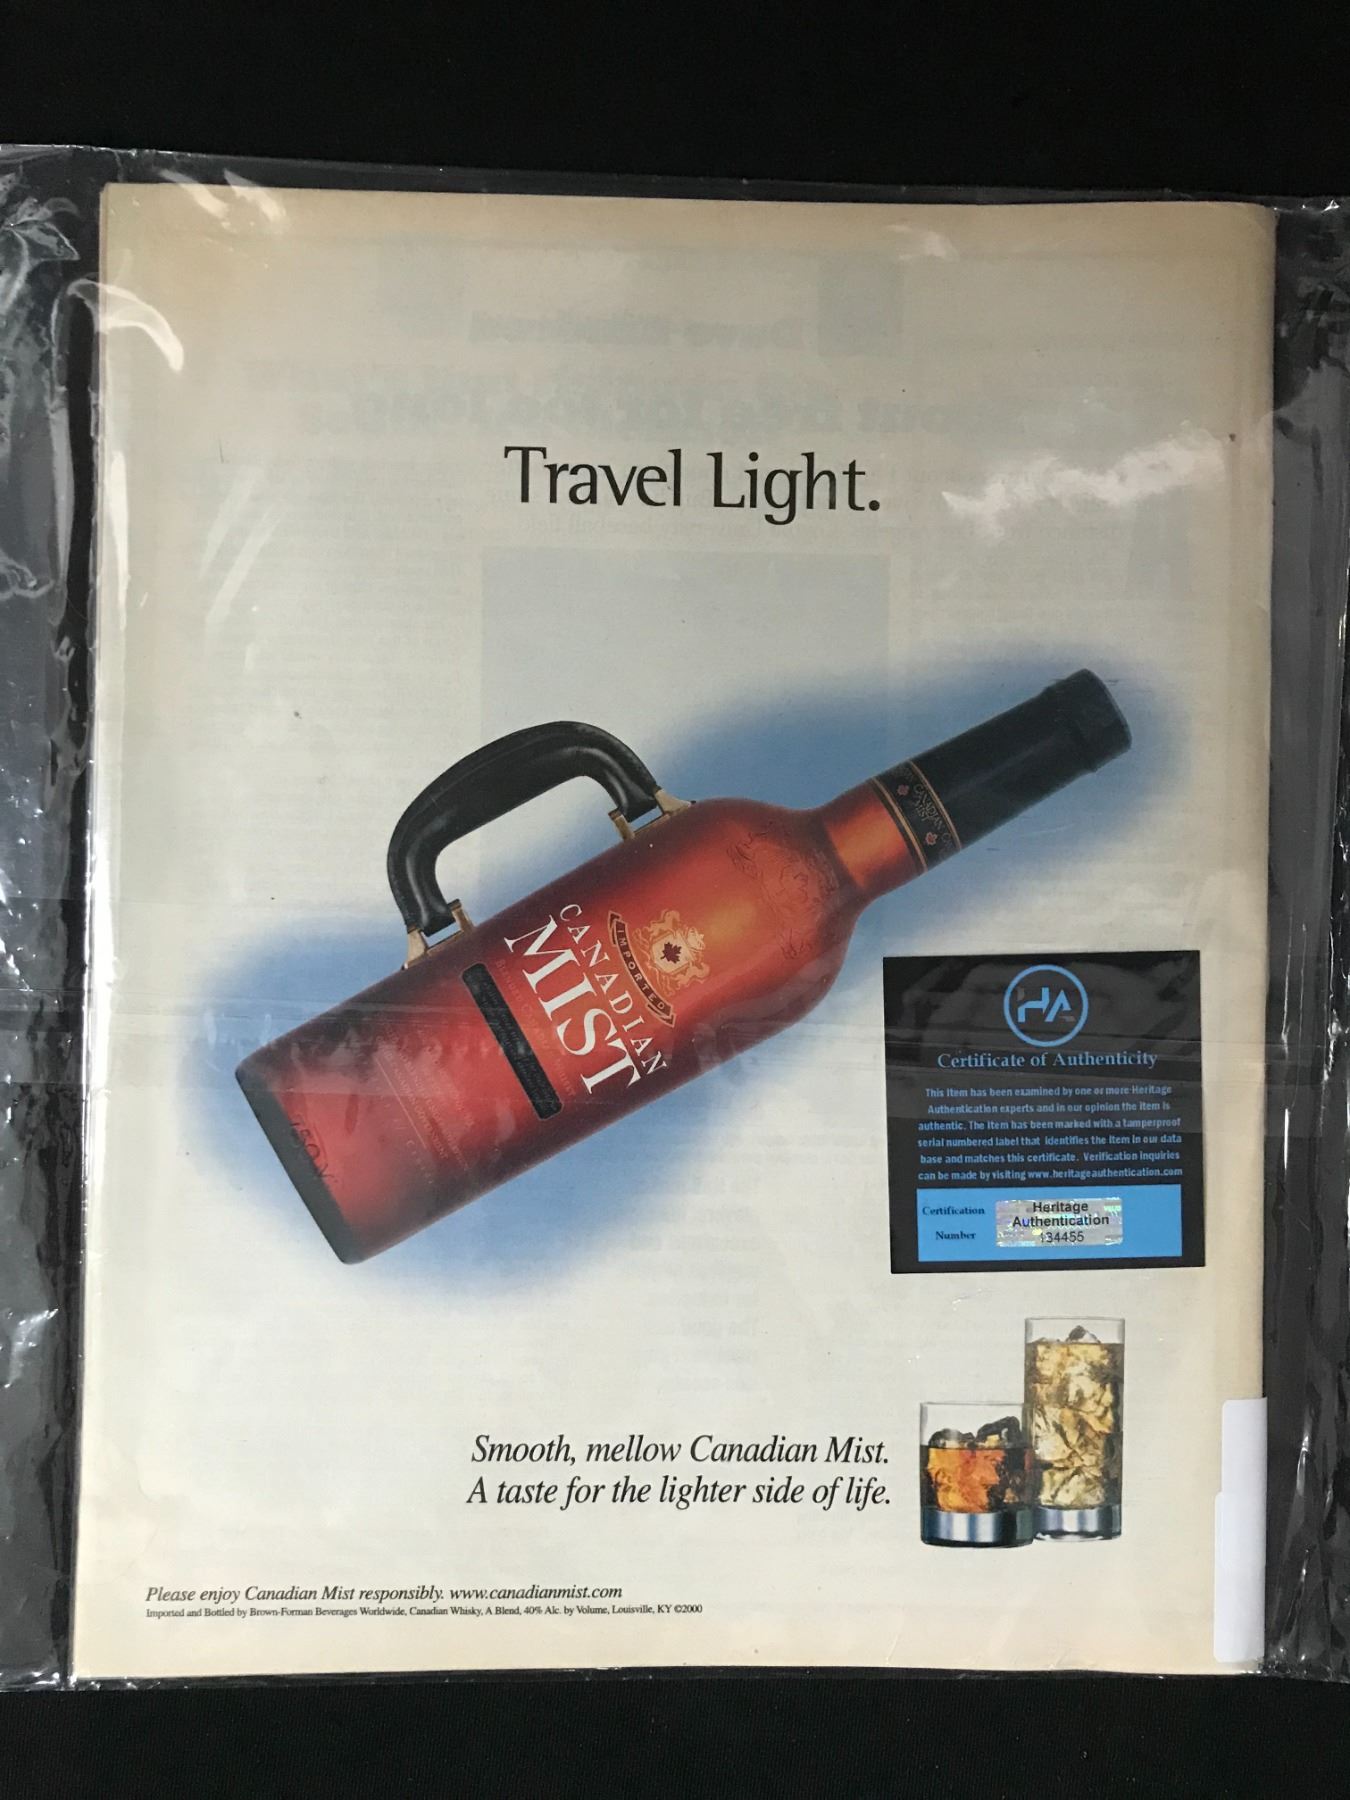 Travel Light.
CANADIAN
MIST
IMPORTED
CANADIAN
MIST
HA
Certificate of Authenticity
This Item has been examined by one or more Heritage
Authentication experts and in our opinion the item is
authentic. The Item has been marked with a tamperproof
serial numbered label that identifies the Item in our data
base and matches this certificate. Verification inquiries
can be made by visiting www.heritageauthentication.com
Certification
Number
Heritage
Authentication
134455
Smooth, mellow Canadian Mist.
A taste for the lighter side of life.
Please enjoy Canadian Mist responsibly. www.canadianmist.com
Imported and Bottled by Brown-Forman Beverages Worldwide, Canadian Whisky, A Blend, 40% Alc. by Volume, Louisville, KY ©2000